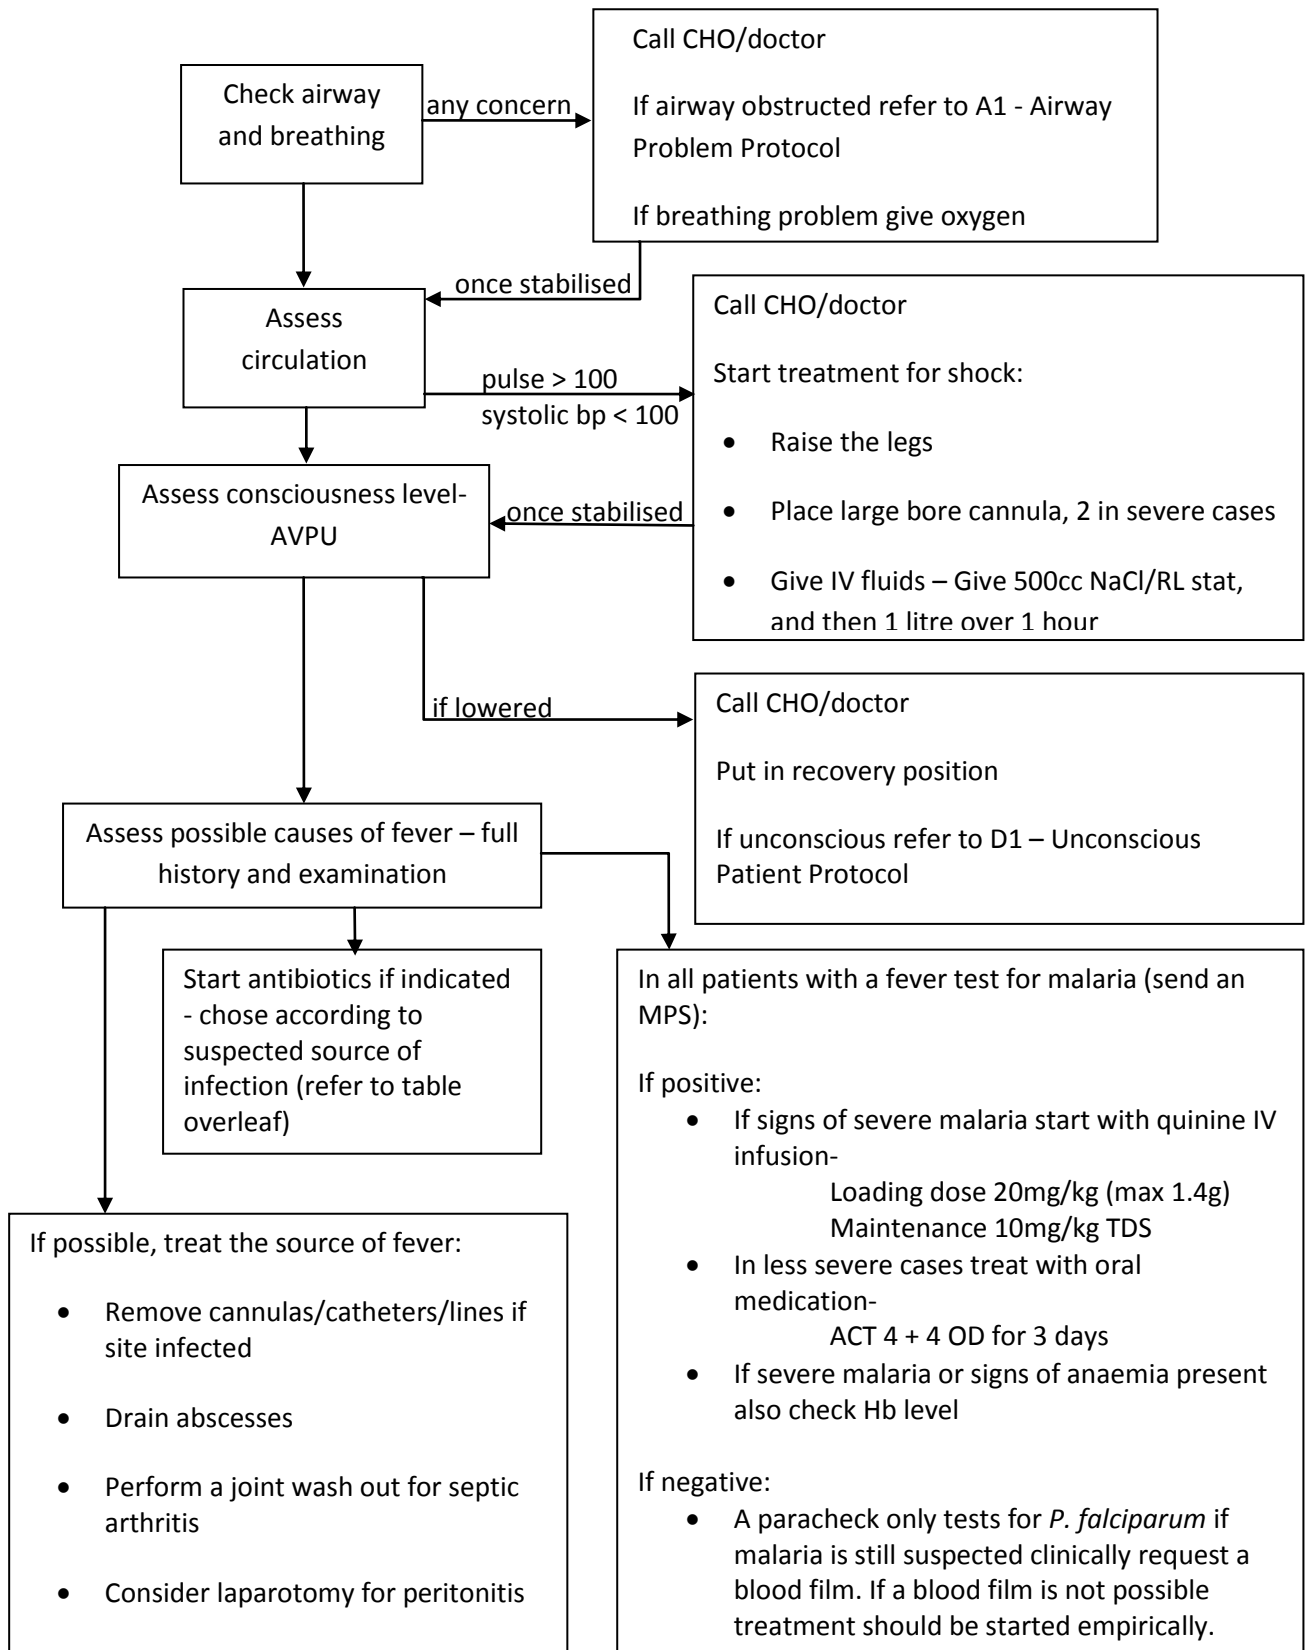 Check airway
and breathing
any concern
Call CHO/doctor
If airway obstructed refer to A1 - Airway
Problem Protocol
If breathing problem give oxygen
once stabilised
Assess
circulation
pulse > 100
systolic bp < 100
Call CHO/doctor
Start treatment for shock:
• Raise the legs
• Place large bore cannula, 2 in severe cases
• Give IV fluids – Give 500cc NaCl/RL stat,
and then 1 litre over 1 hour
once stabilised
Assess consciousness level-
AVPU
if lowered
Call CHO/doctor
Put in recovery position
If unconscious refer to D1 – Unconscious
Patient Protocol
Assess possible causes of fever – full
history and examination
Start antibiotics if indicated
- chose according to
suspected source of
infection (refer to table
overleaf)
In all patients with a fever test for malaria (send an
MPS):
If positive:
• If signs of severe malaria start with quinine IV
infusion-
Loading dose 20mg/kg (max 1.4g)
Maintenance 10mg/kg TDS
• In less severe cases treat with oral
medication-
ACT 4 + 4 OD for 3 days
• If severe malaria or signs of anaemia present
also check Hb level
If negative:
• A paracheck only tests for P. falciparum if
malaria is still suspected clinically request a
blood film. If a blood film is not possible
treatment should be started empirically.
If possible, treat the source of fever:
• Remove cannulas/catheters/lines if
site infected
• Drain abscesses
• Perform a joint wash out for septic
arthritis
• Consider laparotomy for peritonitis